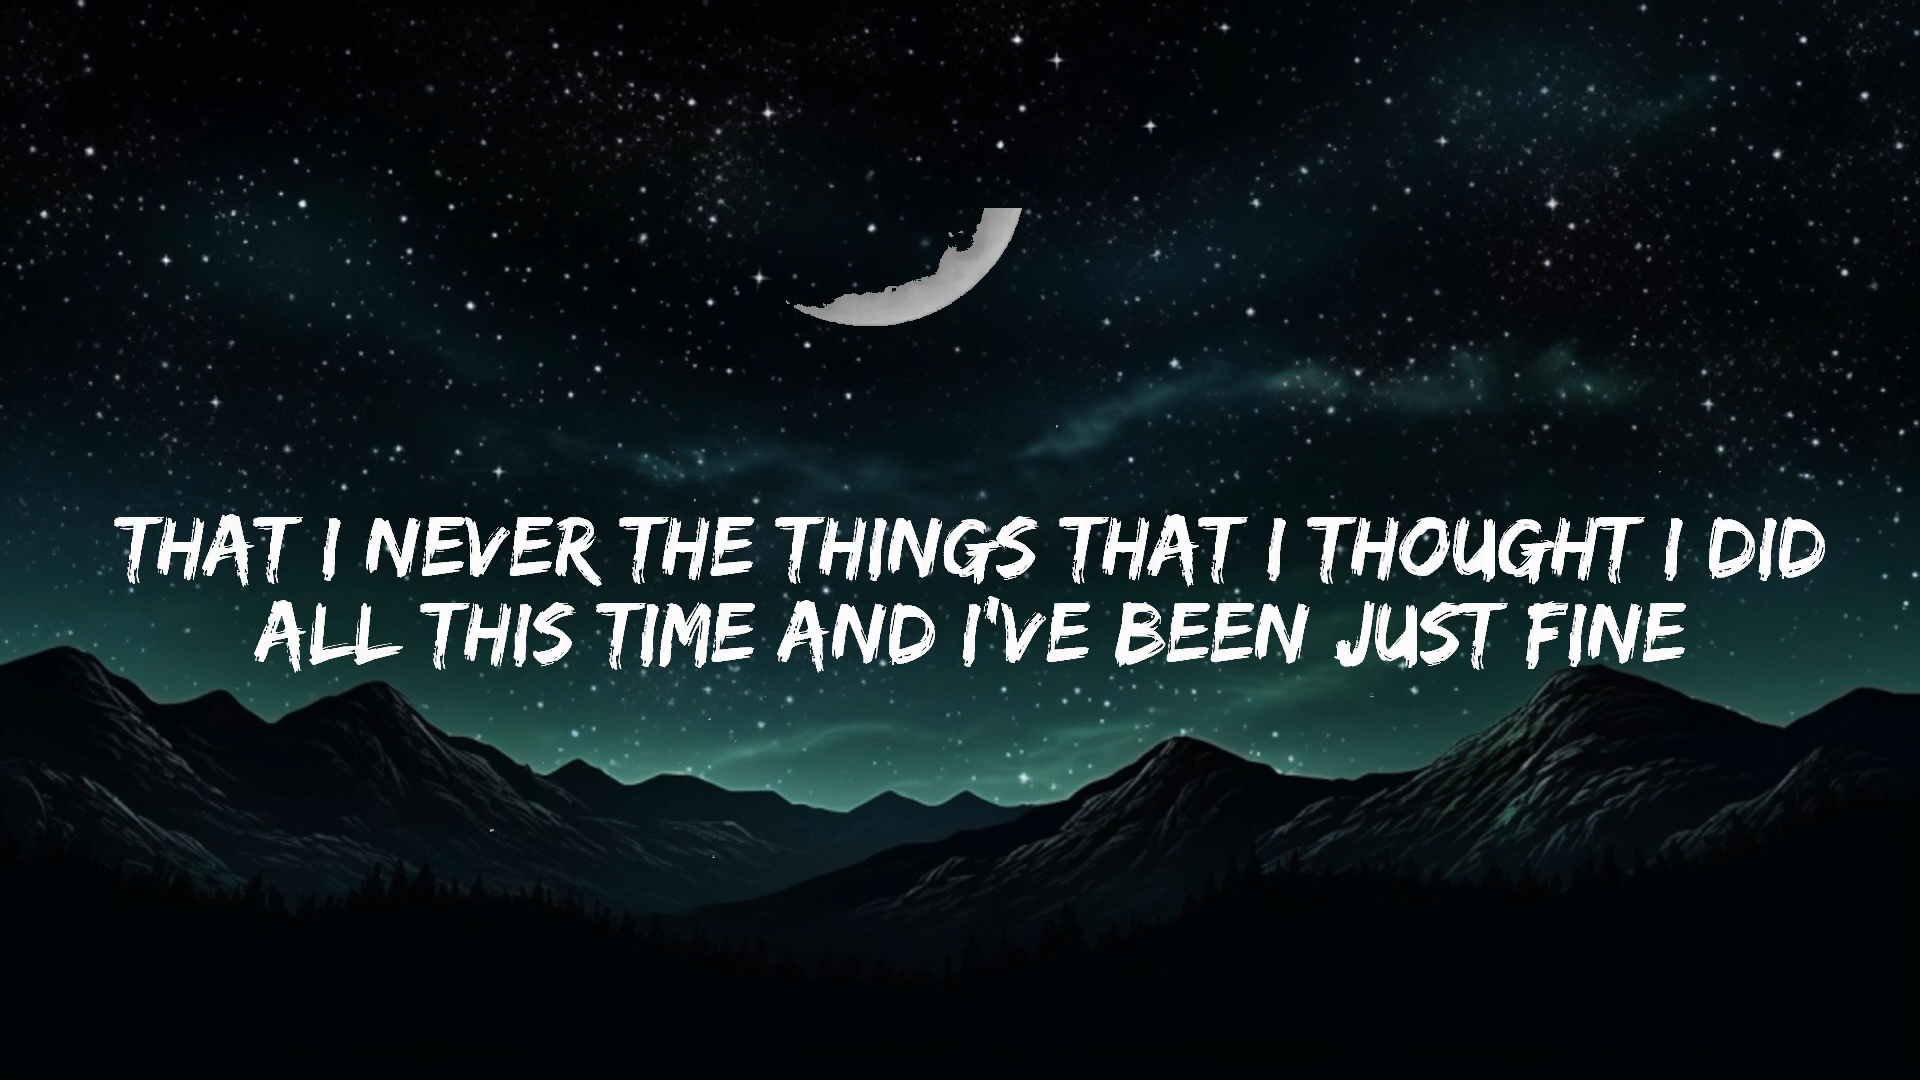 THAT I NEVER THE THINGS THAT I THOUGHT I DID
ALL THIS TIME AND I'VE BEEN JUST FINE